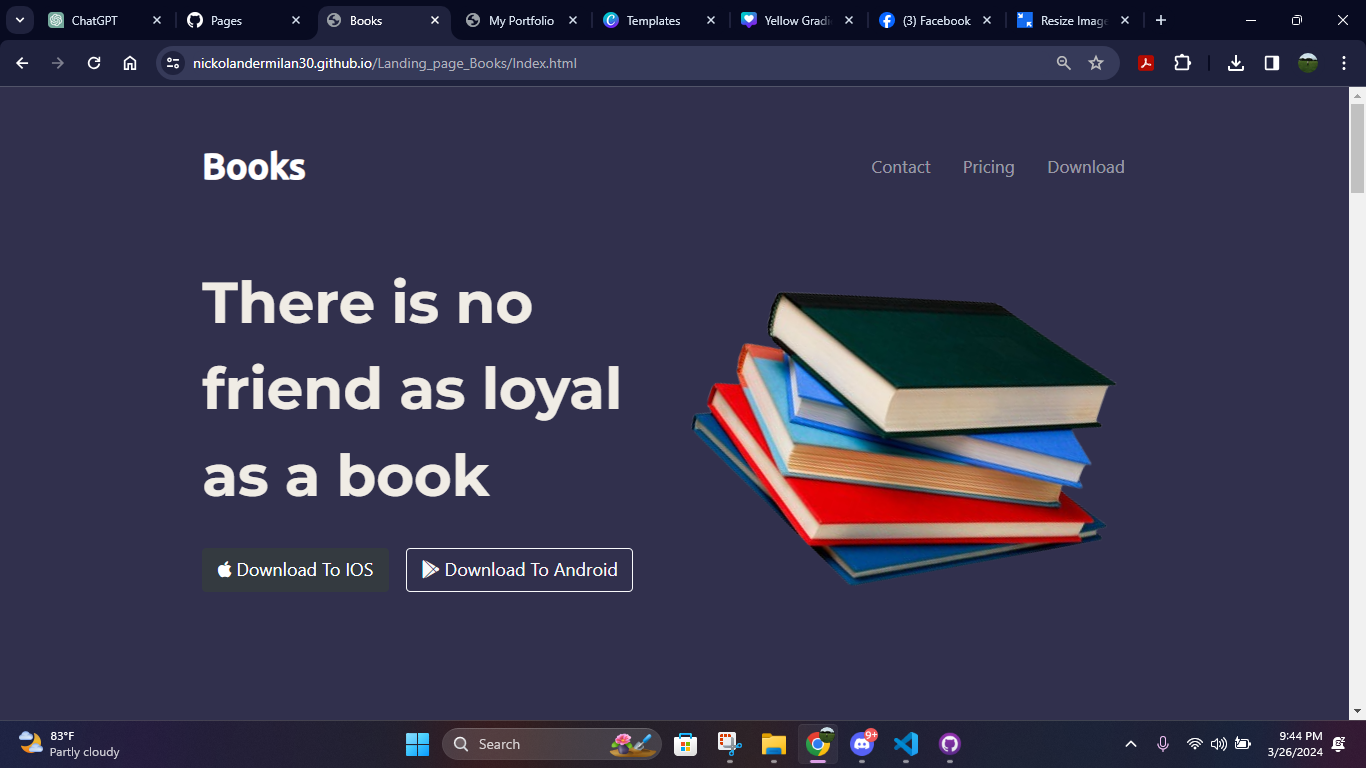 ChatGPT
Pages
Books
My Portfolio
Templates
Yellow Gradi
(3) Facebook
Resize Image
nickolandermilan30.github.io/Landing_page_Books/Index.html
Books
Contact
Pricing
Download
There is no
friend as loyal
as a book
Download To IOS
Download To Android
83°F
Partly cloudy
Search
9+
9:44 PM
3/26/2024